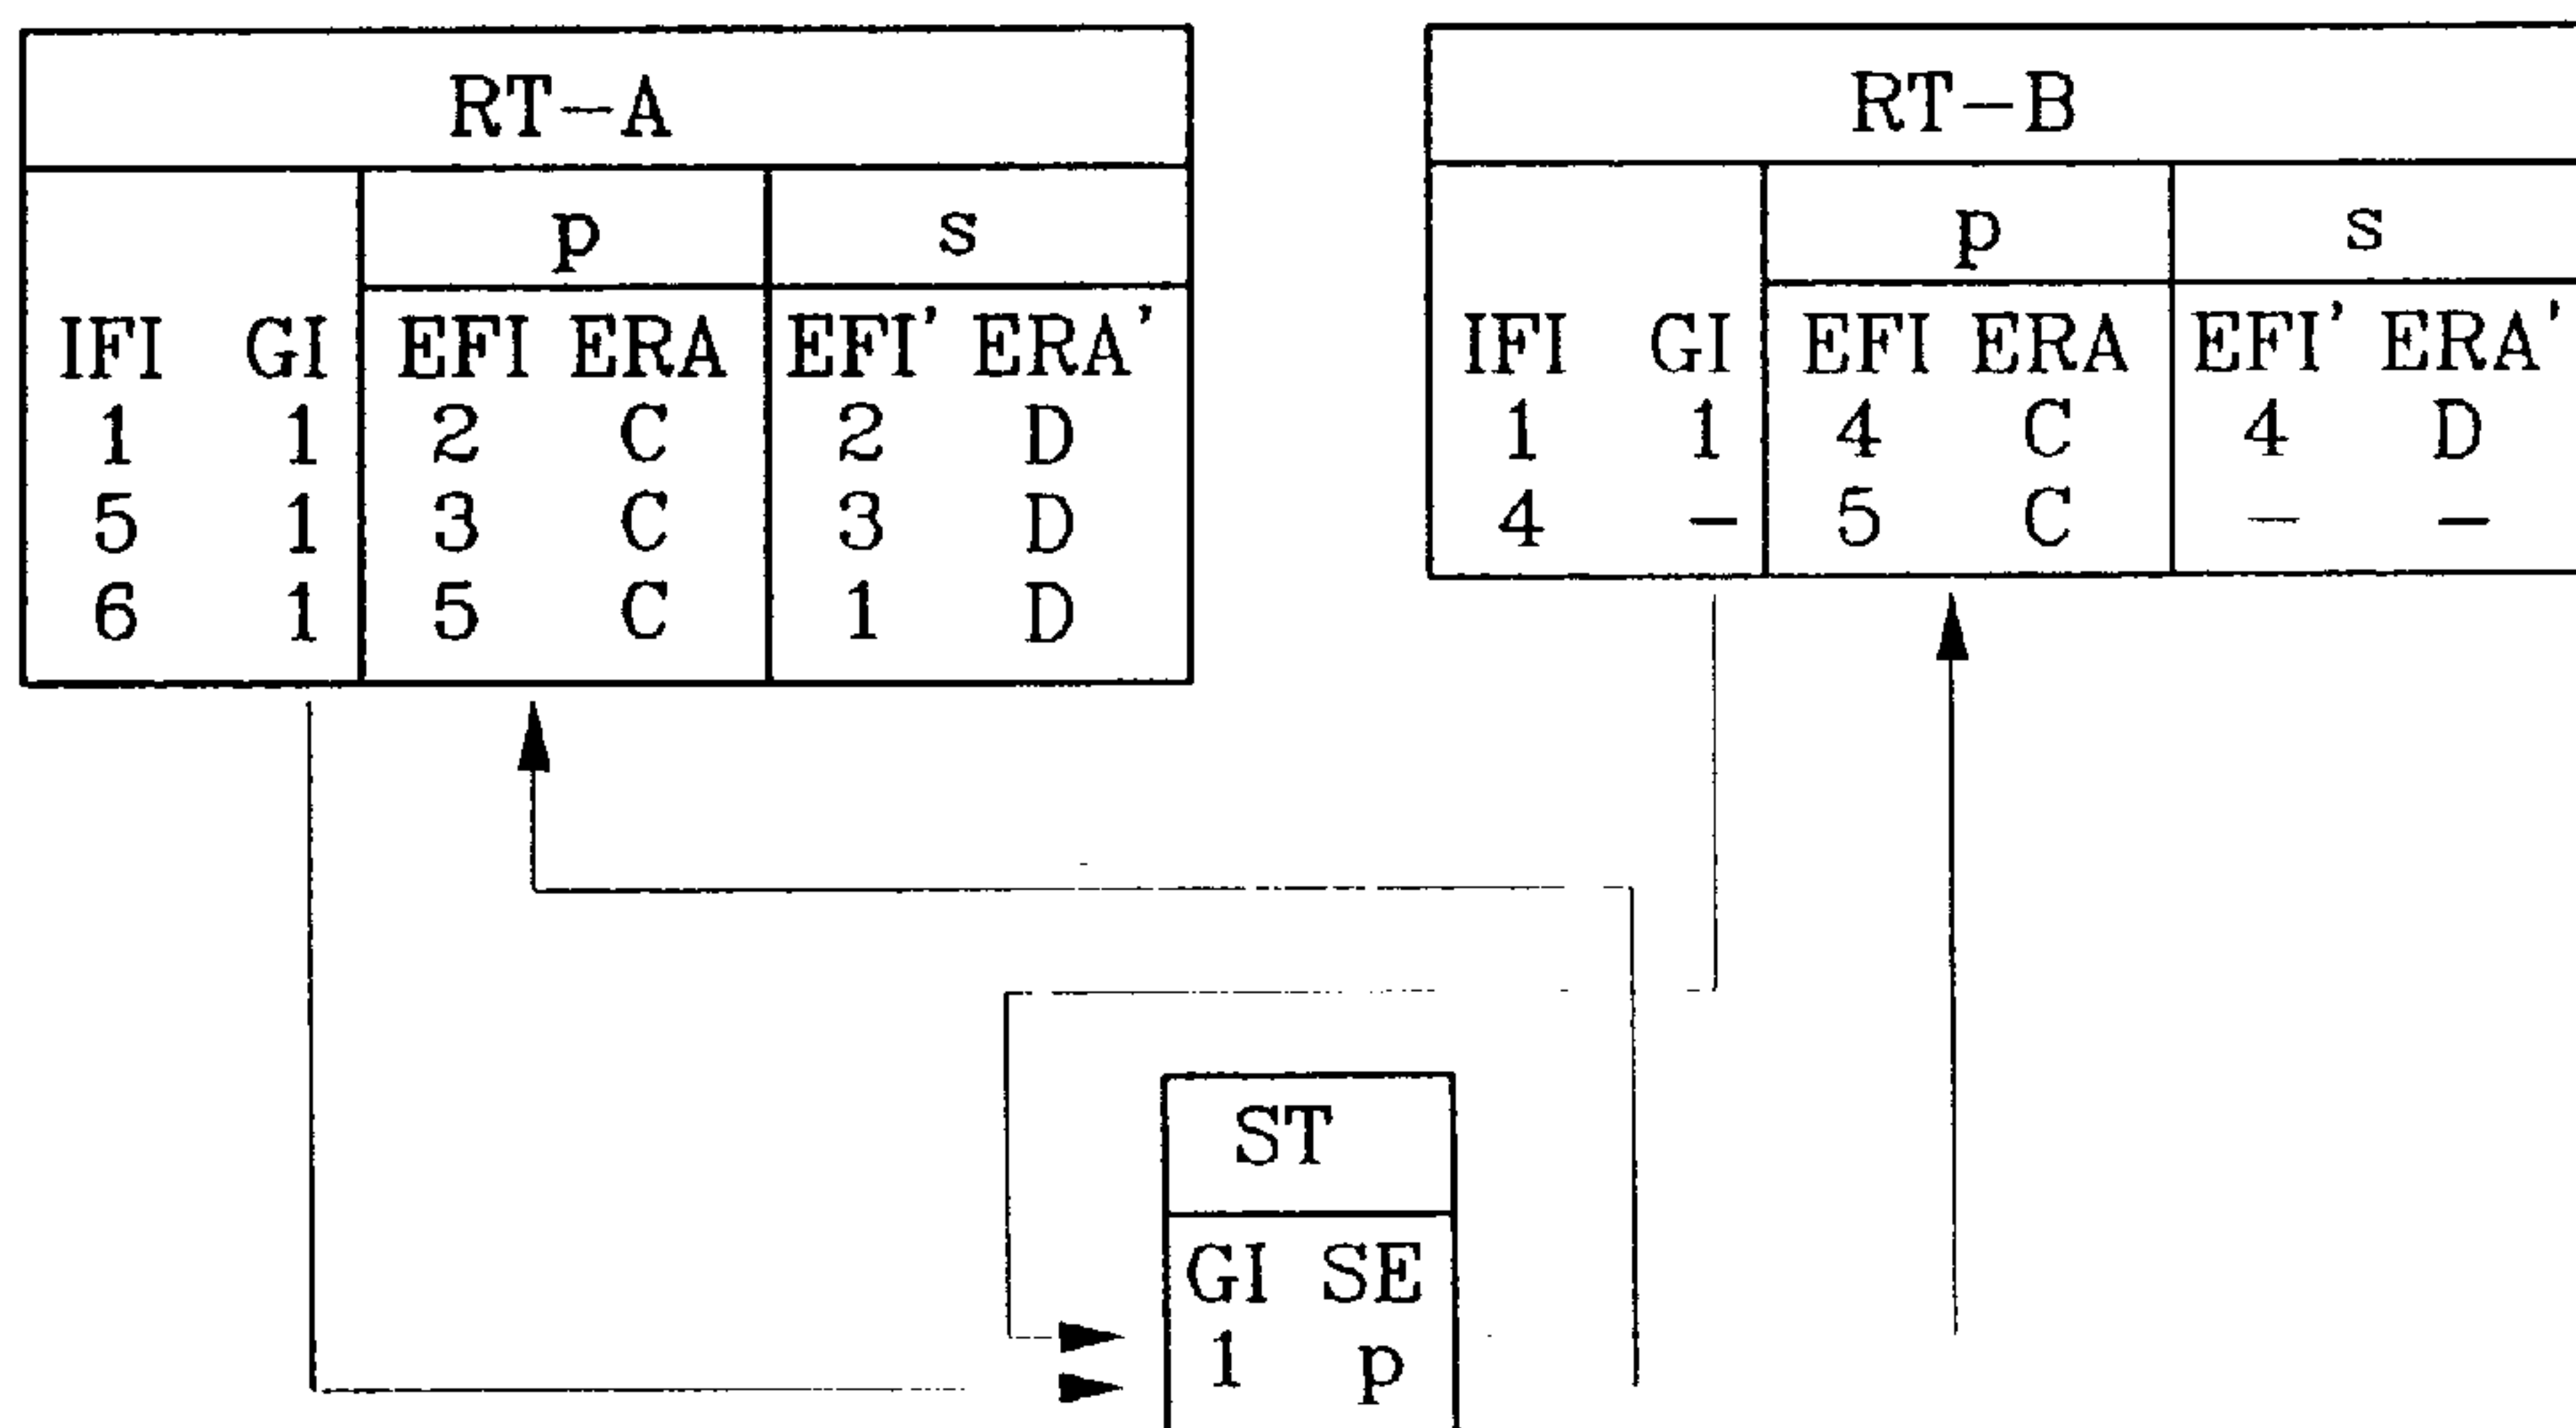 RT-A
p s
IFI GI EFI ERA EFI' ERA'
1 1 2 C 2 D
5 1 3 C 3 D
6 1 5 C 1 D
RT-B
p s
IFI GI EFI ERA EFI' ERA'
1 1 4 C 4 D
4 - 5 C - -
ST
GI SE
1 p